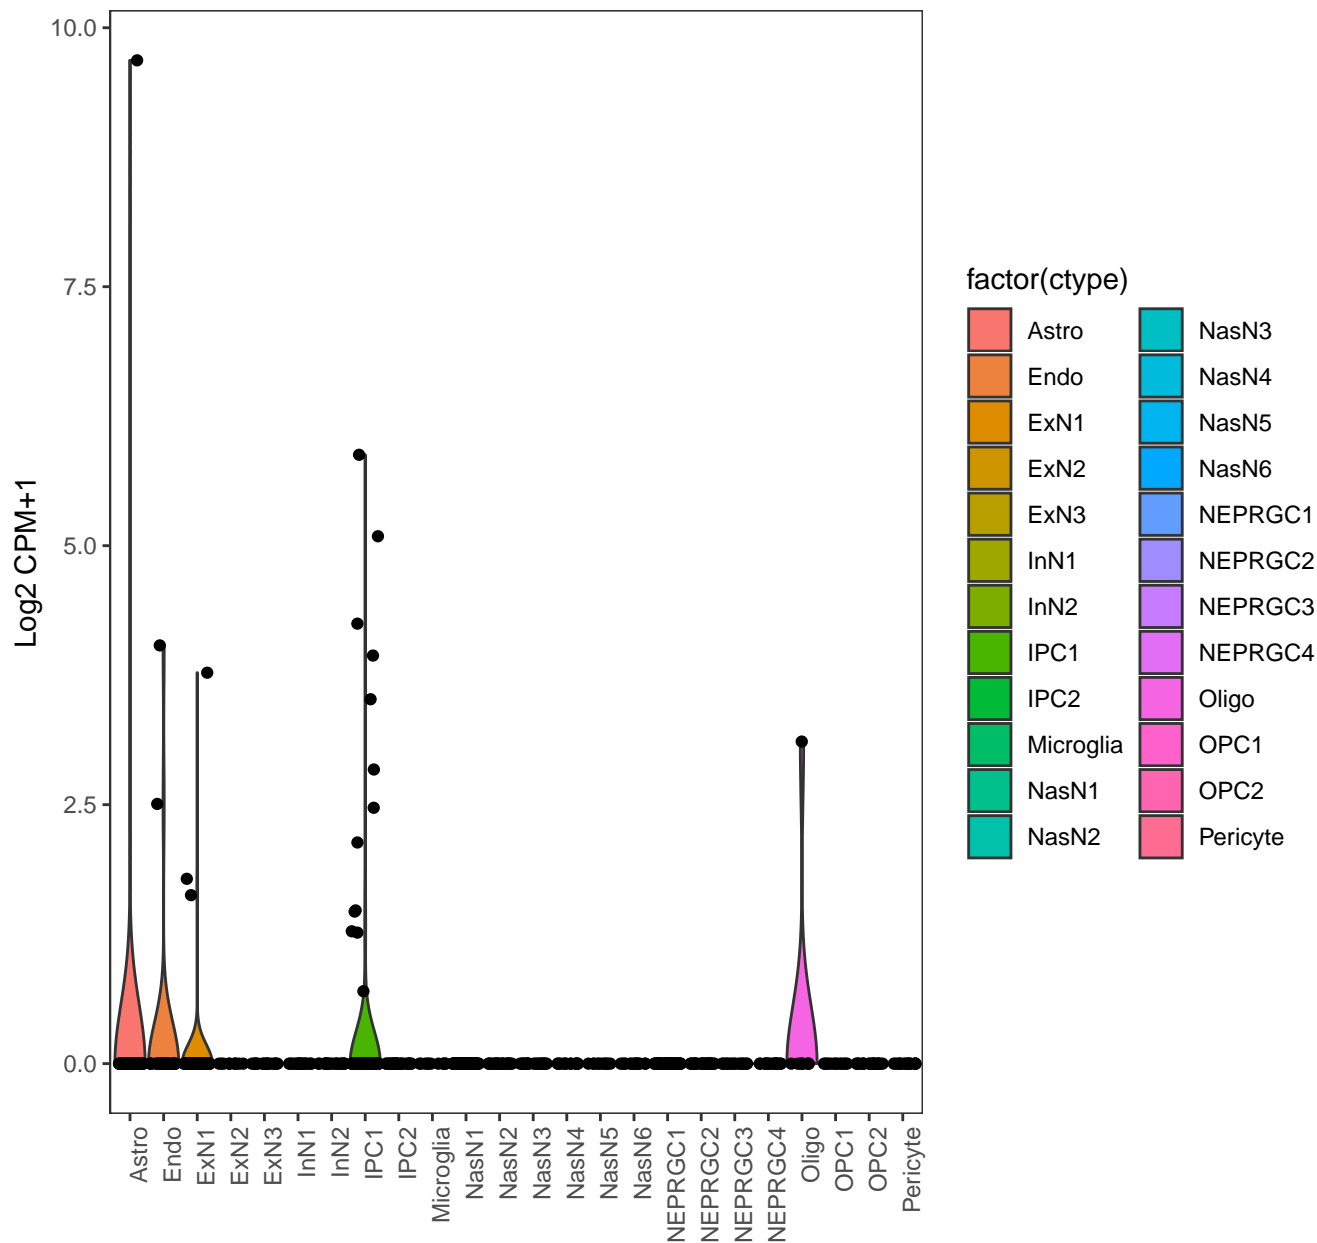 10.0
7.5
5.0
2.5
0.0
Log2 CPM+1
Astro
Endo
ExN1
ExN2
ExN3
InN1
InN2
IPC1
IPC2
Microglia
NasN1
NasN2
NasN3
NasN4
NasN5
NasN6
NEPRGC1
NEPRGC2
NEPRGC3
NEPRGC4
Oligo
OPC1
OPC2
Pericyte
factor(ctype)
Astro
Endo
ExN1
ExN2
ExN3
InN1
InN2
IPC1
IPC2
Microglia
NasN1
NasN2
NasN3
NasN4
NasN5
NasN6
NEPRGC1
NEPRGC2
NEPRGC3
NEPRGC4
Oligo
OPC1
OPC2
Pericyte